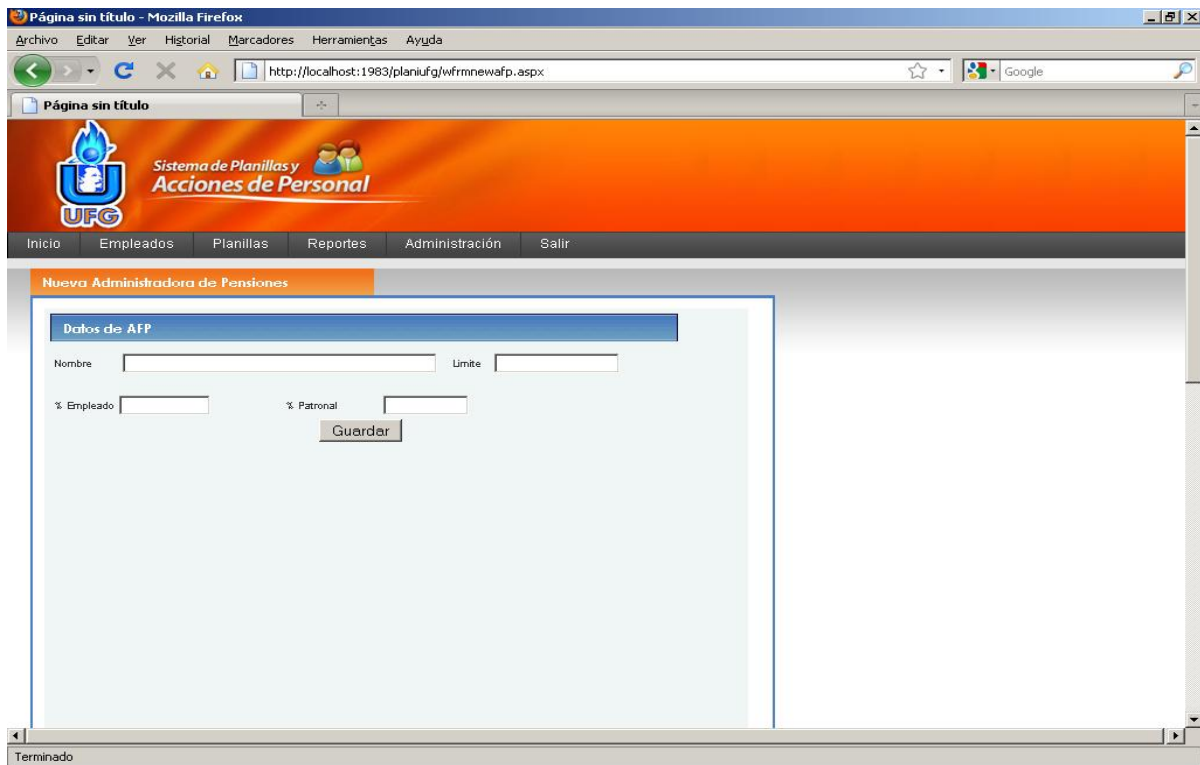 Página sin título - Mozilla Firefox
Archivo Editar Ver Historial Marcadores Herramientas Ayuda
http://localhost:1983/planiufg/wfrmnewafp.aspx Google
Página sin título
Sistema de Planillas y
Acciones de Personal
UFG
Inicio Empleados Planillas Reportes Administración Salir
Nueva Administradora de Pensiones
Datos de AFP
Nombre Limite
% Empleado % Patronal
Guardar
Terminado